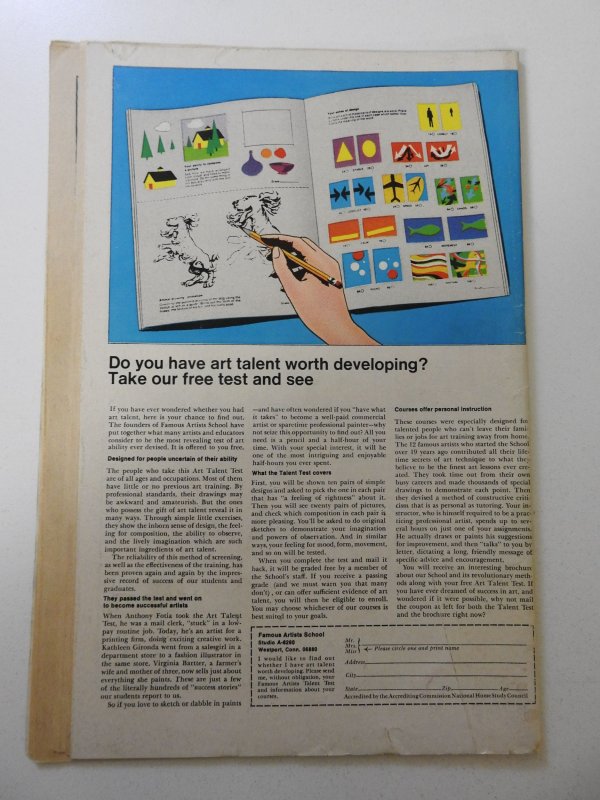 Your sense of design
Do you have art talent worth developing?
Take our free test and see
If you have ever wondered whether you had
art talent, here is your chance to find out.
The founders of Famous Artists School have
put together what many artists and educators
consider to be the most revealing test of art
ability ever devised. It is offered to you free.
Designed for people uncertain of their ability
The people who take this Art Talent Test
are of all ages and occupations. Most of them
have little or no previous art training. By
professional standards, their drawings may
be awkward and amateurish. But the ones
who possess the gift of art talent reveal it in
many ways. Through simple little exercises,
they show the inborn sense of design, the feel-
ing for composition, the ability to observe,
and the lively imagination which are such
important ingredients of art talent.
The reliability of this method of screening,
as well as the effectiveness of the training, has
been proven again and again by the impres-
sive record of success of our students and
graduates.
They passed the test and went on
to become successful artists
When Anthony Fotia took the Art Talent
Test, he was a mail clerk, "stuck" in a low-
pay routine job. Today, he's an artist for a
printing firm, doing exciting creative work.
Kathleen Gironda went from a salesgirl in a
department store to a fashion illustrator in
the same store. Virginia Bartter, a farmer's
wife and mother of three, now sells just about
everything she paints. These are just a few
of the literally hundreds of "success stories"
our students report to us.
So if you love to sketch or dabble in paints
—and have often wondered if you "have what
it takes" to become a well-paid commercial
artist or sparetime professional painter—why
not seize this opportunity to find out? All you
need is a pencil and a half-hour of your
time. With your special interest, it will be
one of the most intriguing and enjoyable
half-hours you ever spent.
What the Talent Test covers
First, you will be shown ten pairs of simple
designs and asked to pick the one in each pair
that has "a feeling of rightness" about it.
Then you will see twenty pairs of pictures,
and check which composition in each pair is
more pleasing. You'll be asked to do original
sketches to demonstrate your imagination
and powers of observation. And in similar
ways, your feeling for mood, form, movement,
and so on will be tested.
When you complete the test and mail it
back, it will be graded free by a member of
the School's staff. If you receive a passing
grade (and we must warn you that many
don't), or can offer sufficient evidence of art
talent, you will then be eligible to enroll.
You may choose whichever of our courses is
best suited to your goals.
Courses offer personal instruction
These courses were especially designed for
talented people who can't leave their fami-
lies or jobs for art training away from home.
The 12 famous artists who started the School
over 19 years ago contributed all their life-
time secrets of art technique to what they
believe to be the finest art lessons ever cre-
ated. They took time out from their own
busy careers and made thousands of special
drawings to demonstrate each point. Then
they devised a method of constructive criti-
cism that is as personal as tutoring. Your in-
structor, who is himself required to be a prac-
ticing professional artist, spends up to sev-
eral hours on just one of your assignments.
He actually draws or paints his suggestions
for improvement, and then "talks" to you by
letter, dictating a long, friendly message of
specific advice and encouragement.
You will receive an interesting brochure
about our School and its revolutionary meth-
ods along with your free Art Talent Test. If
you have ever dreamed of success in art, and
wondered if it were possible, why not mail
the coupon at left for both the Talent Test
and the brochure right now?
Famous Artists School
Studio A-6260
Westport, Conn. 06880
I would like to find out
whether I have art talent
worth developing. Please send
me, without obligation, your
Famous Artists Talent Test
and information about your
courses.
Mr.
Mrs.
Miss
Please circle one and print name
Address
City
State Zip Age
Accredited by the Accrediting Commission National Home Study Council